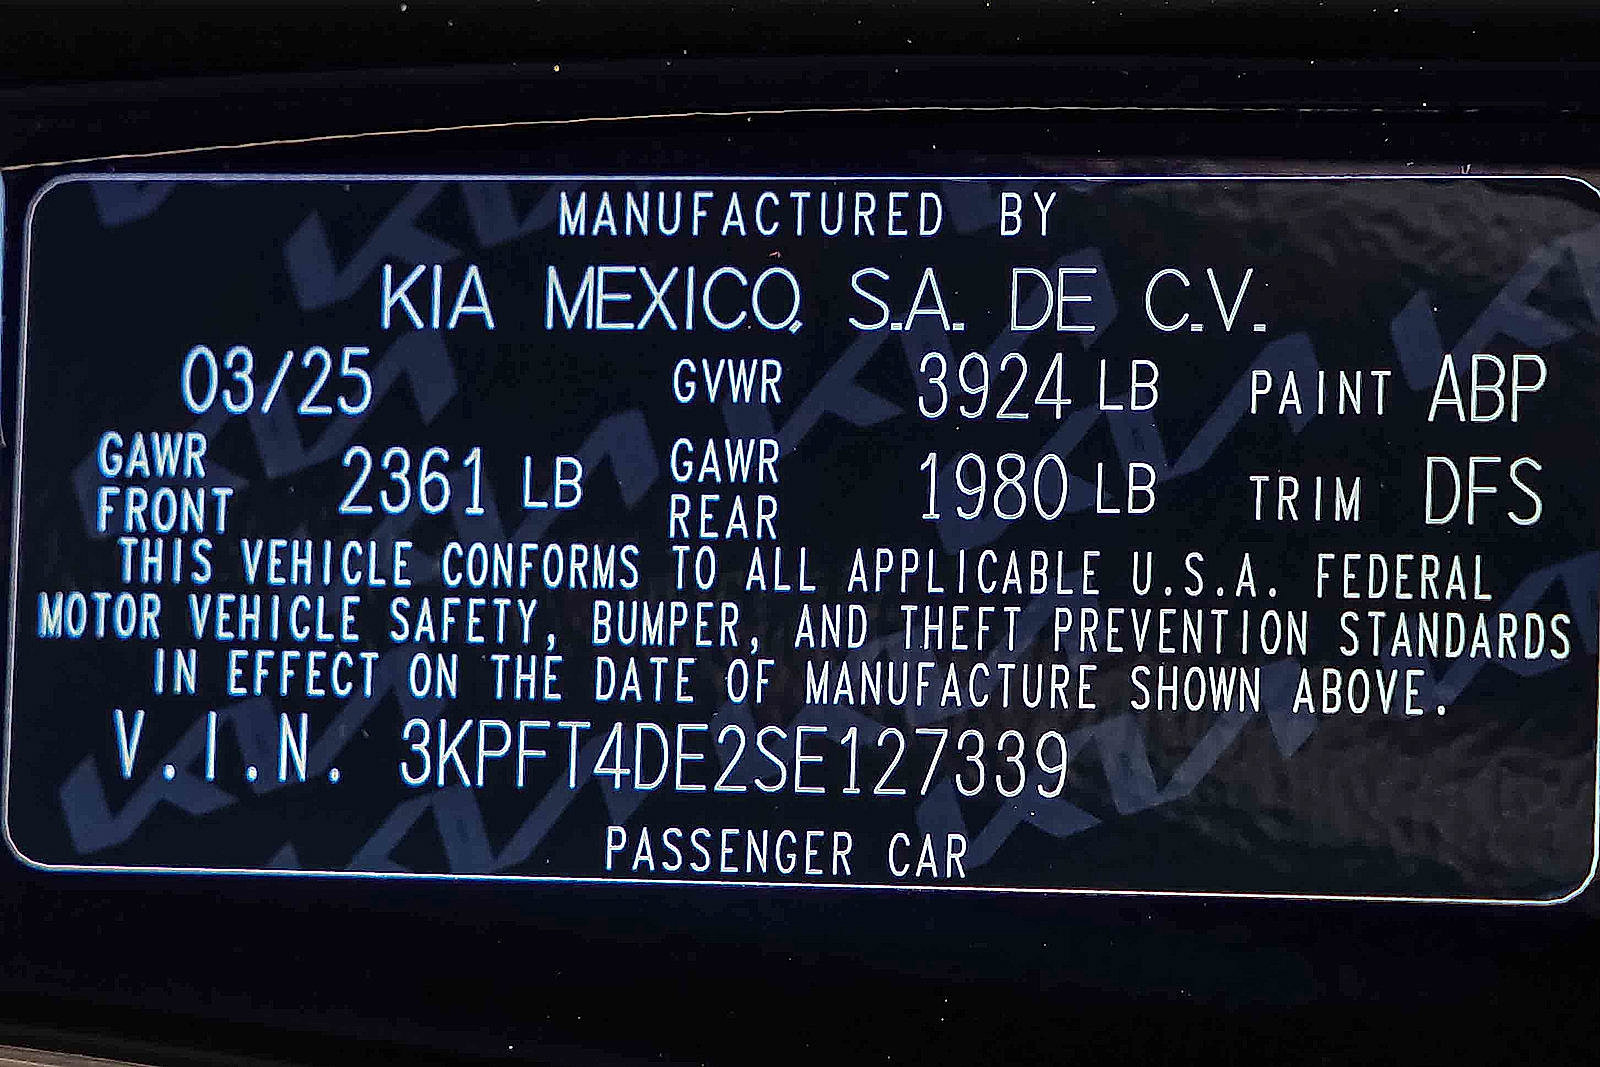 MANUFACTURED BY
KIA MEXICO, S.A. DE C.V.
03/25 GVWR 3924 LB PAINT ABP
GAWR FRONT 2361 LB GAWR REAR 1980 LB TRIM DFS
THIS VEHICLE CONFORMS TO ALL APPLICABLE U.S.A. FEDERAL
MOTOR VEHICLE SAFETY, BUMPER, AND THEFT PREVENTION STANDARDS
IN EFFECT ON THE DATE OF MANUFACTURE SHOWN ABOVE.
V.I.N. 3KPFT4DE2SE127339
PASSENGER CAR